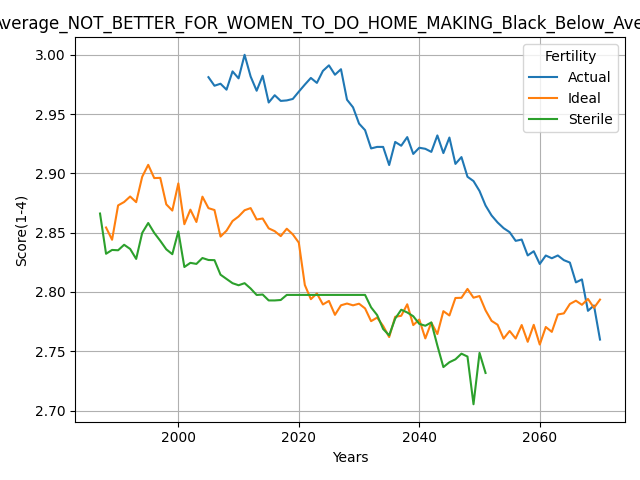 Average_NOT_BETTER_FOR_WOMEN_TO_DO_HOME_MAKING_Black_Below_Ave
Fertility
Actual
Ideal
Sterile
Score(1-4)
3.00
2.95
2.90
2.85
2.80
2.75
2.70
2000
2020
2040
2060
Years